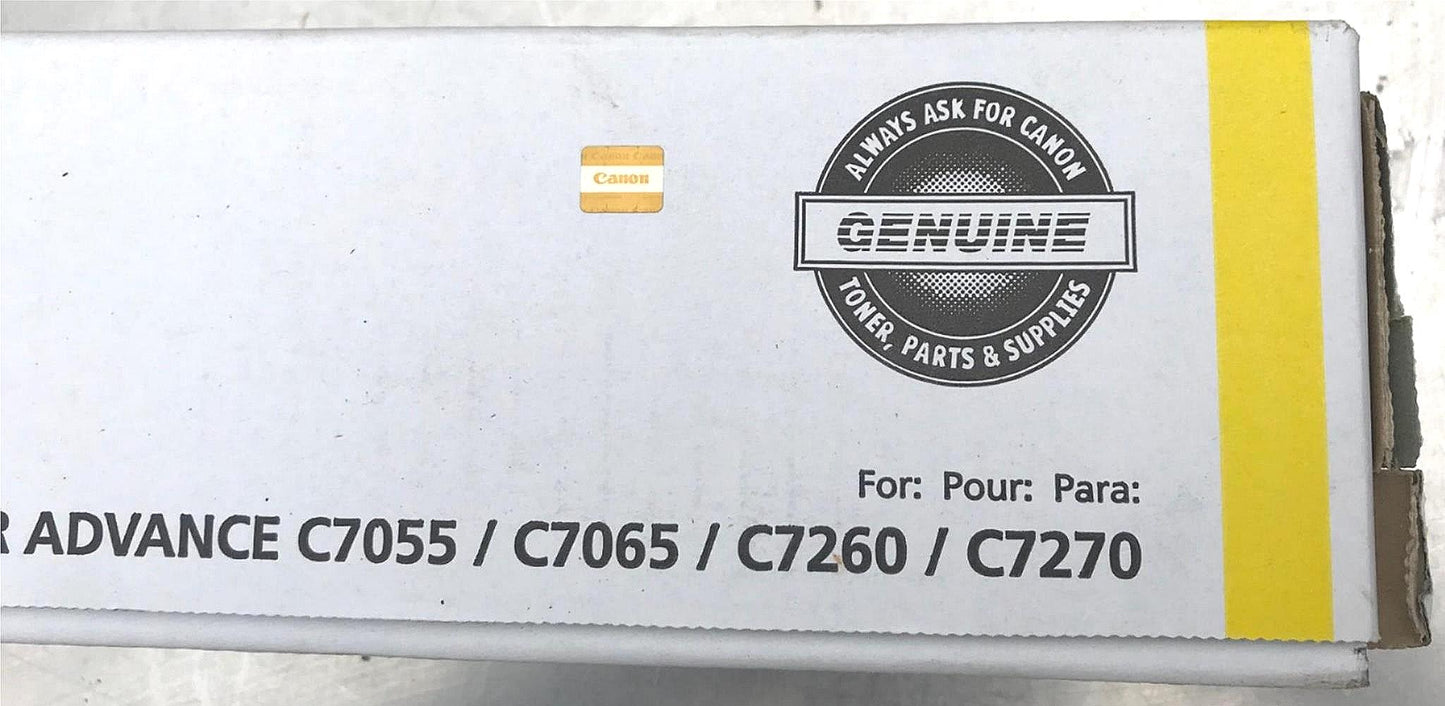 Canon
ALWAYS ASK FOR CANON
GENUINE
TONER, PARTS & SUPPLIES
For: Pour: Para:
ADVANCE C7055 / C7065 / C7260 / C7270